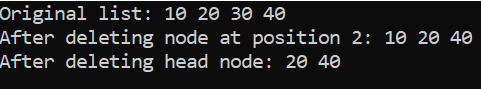 Original list: 10 20 30 40
After deleting node at position 2: 10 20 40
After deleting head node: 20 40